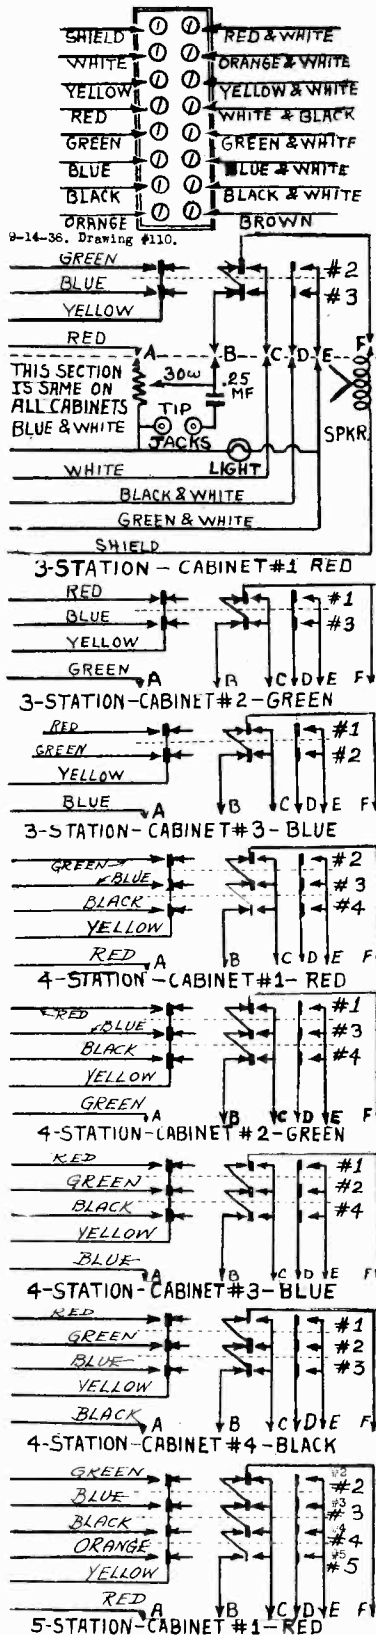 SHIELD RED & WHITE
WHITE ORANGE & WHITE
YELLOW YELLOW & WHITE
RED WHITE & BLACK
GREEN GREEN & WHITE
BLUE BLUE & WHITE
BLACK BLACK & WHITE
ORANGE BROWN
9-14-36. Drawing #110.
GREEN #2
BLUE #3
YELLOW
RED A B C D E F
THIS SECTION
IS SAME ON
ALL CABINETS
30ω .25
MF
TIP
JACKS
BLUE & WHITE
SPKR.
LIGHT
WHITE
BLACK & WHITE
GREEN & WHITE
SHIELD
3-STATION - CABINET #1 RED
RED #1
BLUE #3
YELLOW
GREEN A B C D E F
3-STATION-CABINET #2-GREEN
RED #1
GREEN #2
YELLOW
BLUE A B C D E F
3-STATION-CABINET #3-BLUE
GREEN #2
BLUE #3
BLACK #4
YELLOW
RED A B C D E F
4-STATION-CABINET #1-RED
RED #1
BLUE #3
BLACK #4
YELLOW
GREEN A B C D E F
4-STATION-CABINET #2-GREEN
RED #1
GREEN #2
BLACK #4
YELLOW
BLUE A B C D E F
4-STATION-CABINET #3-BLUE
RED #1
GREEN #2
BLUE #3
YELLOW
BLACK A B C D E F
4-STATION-CABINET #4-BLACK
GREEN #2 #2
BLUE #3 #3
BLACK #4 #4
ORANGE #5 #5
YELLOW
RED A B C D E F
5-STATION-CABINET #1-RED